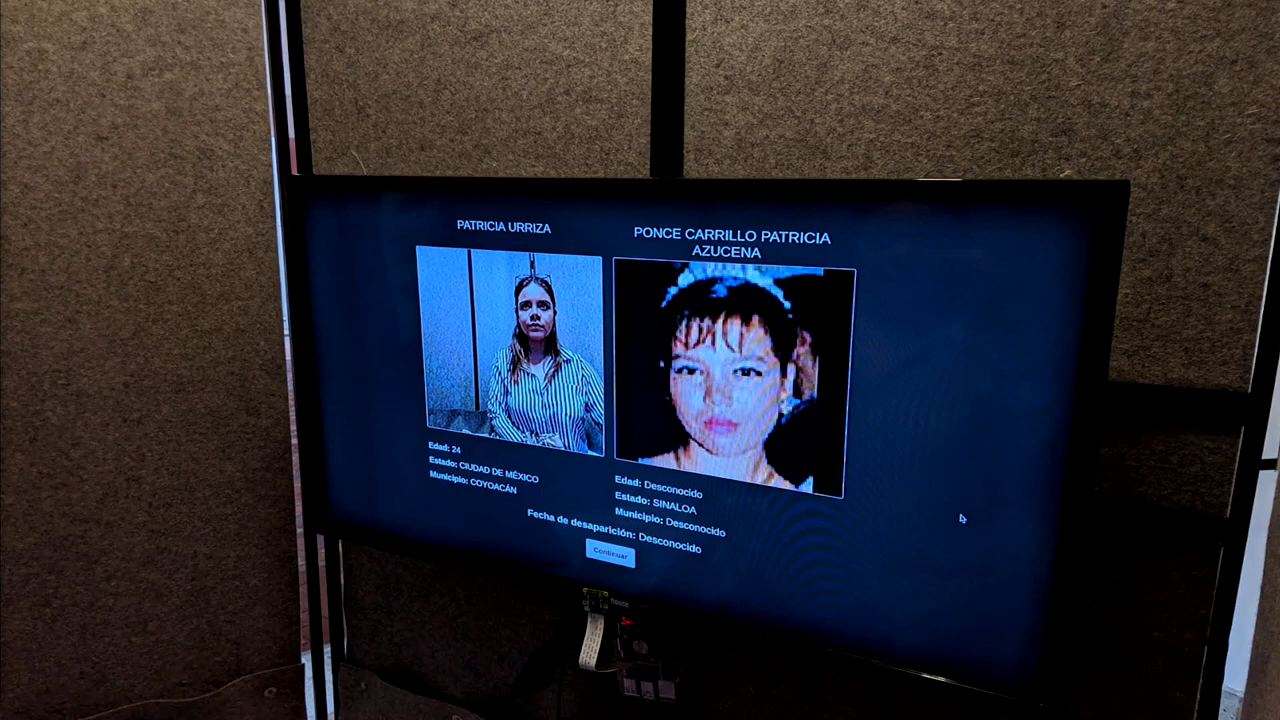 PATRICIA URRIZA
Edad: 24
Estado: CIUDAD DE MÉXICO
Municipio: COYOACÁN
PONCE CARRILLO PATRICIA
AZUCENA
Edad: Desconocido
Estado: SINALOA
Municipio: Desconocido
Fecha de desaparición: Desconocido
Continuar
house